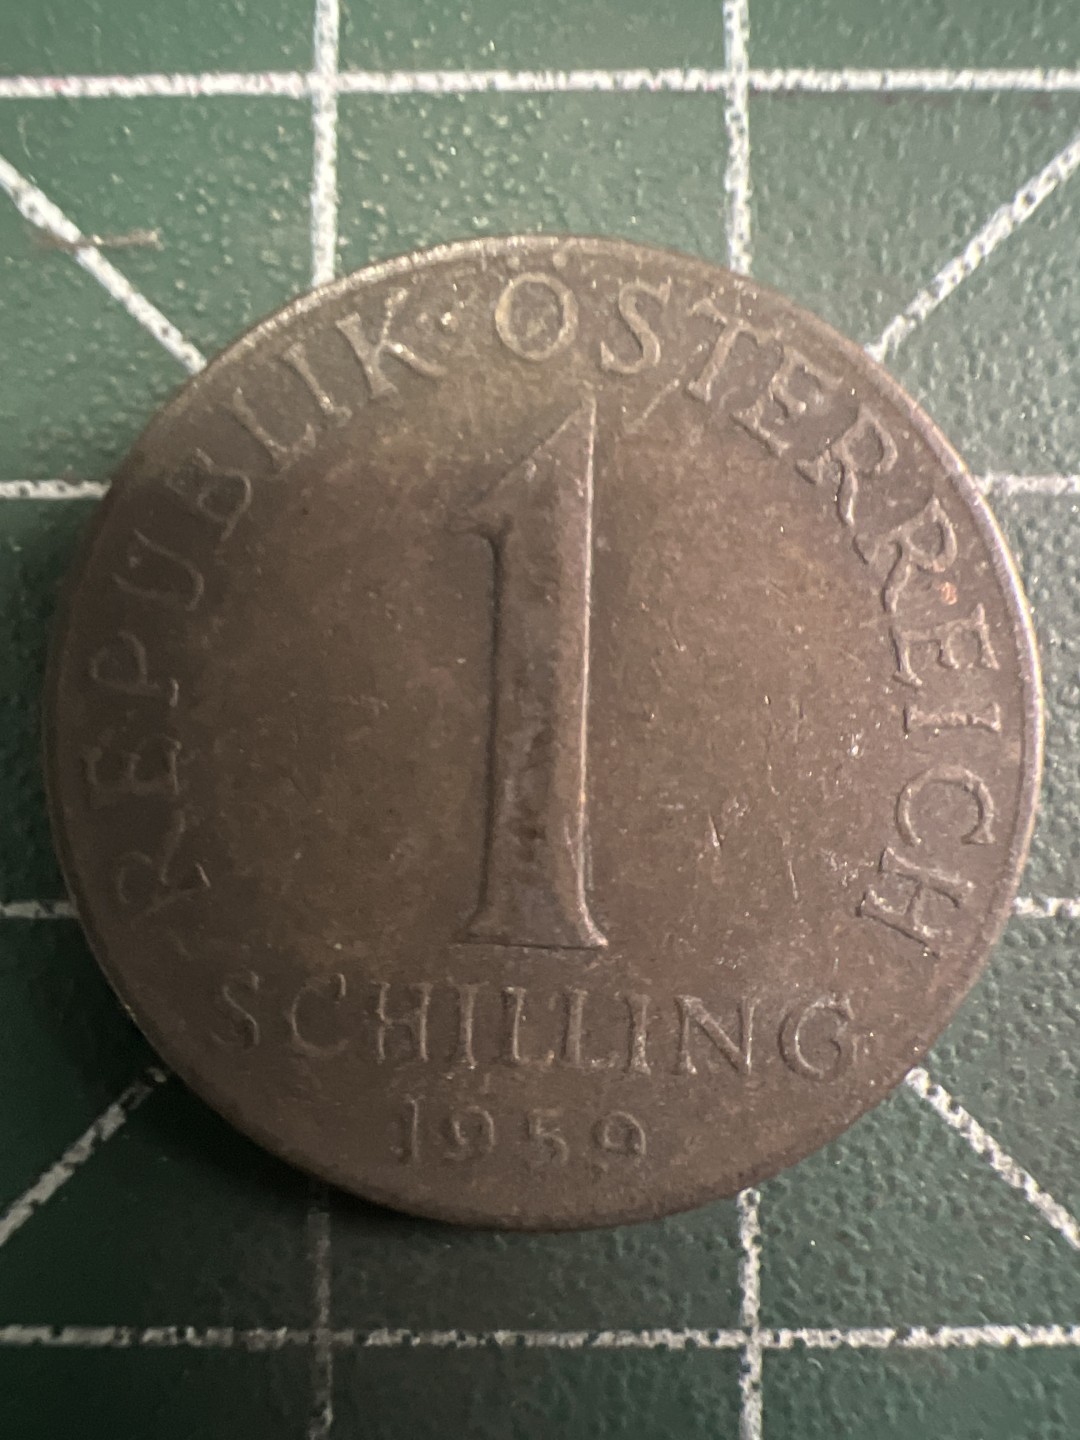 REPUBLIK · ÖSTERREICH
1
SCHILLING
1959